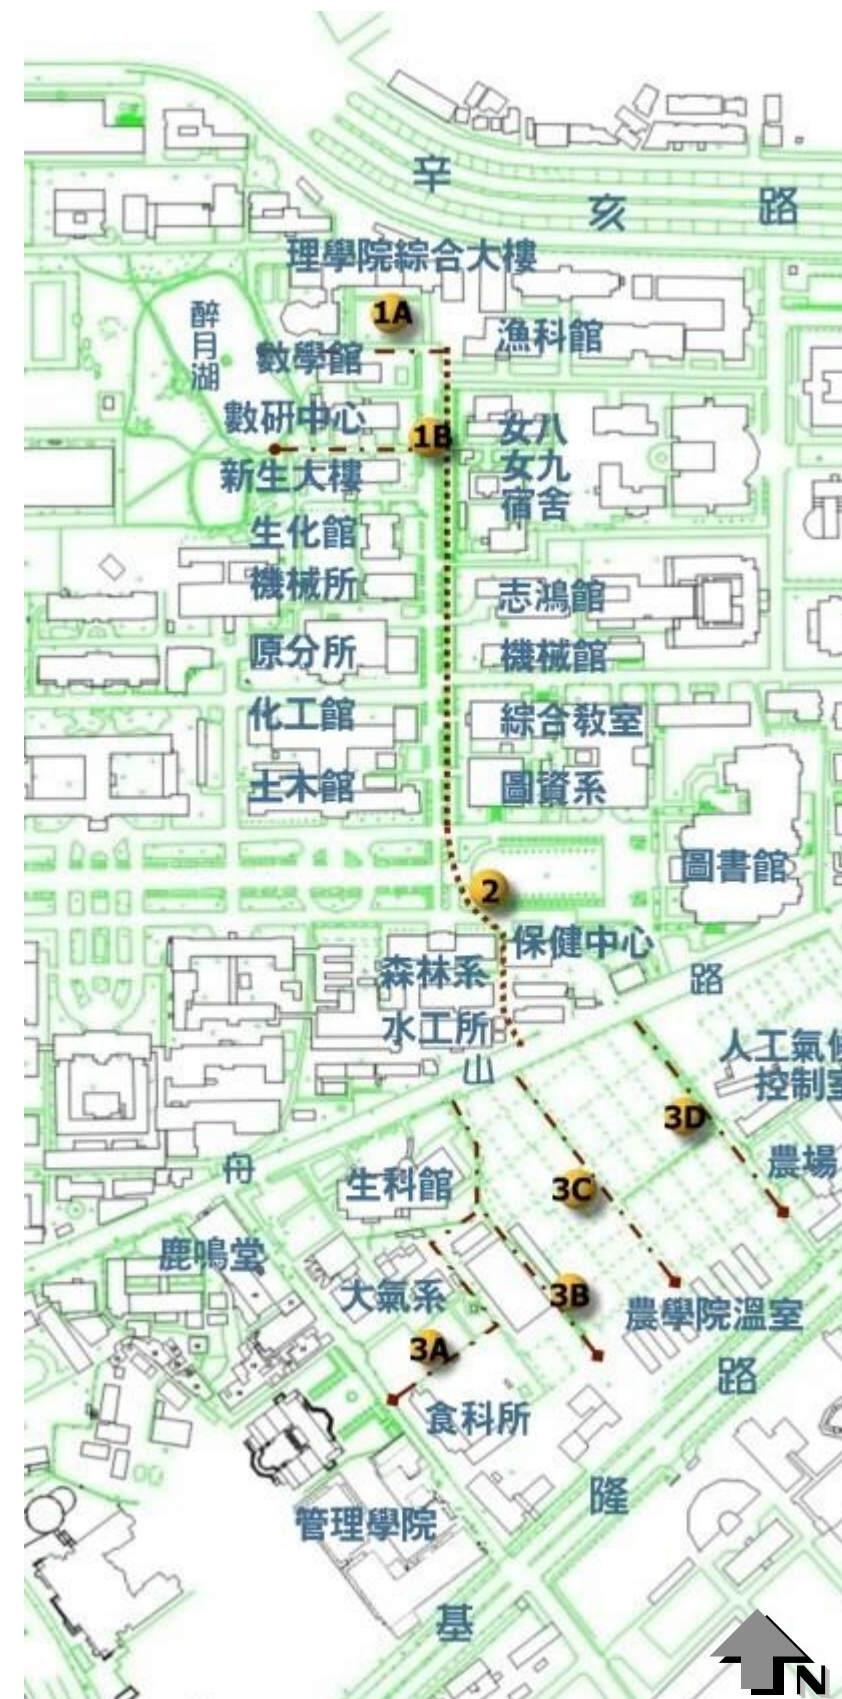 辛亥路
理學院綜合大樓
1A
醉月湖
漁科館
數學館
數研中心
1B
女八
女九
宿舍
新生大樓
生化館
機械所
志鴻館
原分所
機械館
化工館
綜合教室
土木館
圖資系
圖書館
2
保健中心
森林系
路
水工所
人工氣候
控制室
山
3D
舟
農場
生科館
3C
鹿鳴堂
大氣系
3B
農學院溫室
3A
路
食科所
隆
管理學院
基
N